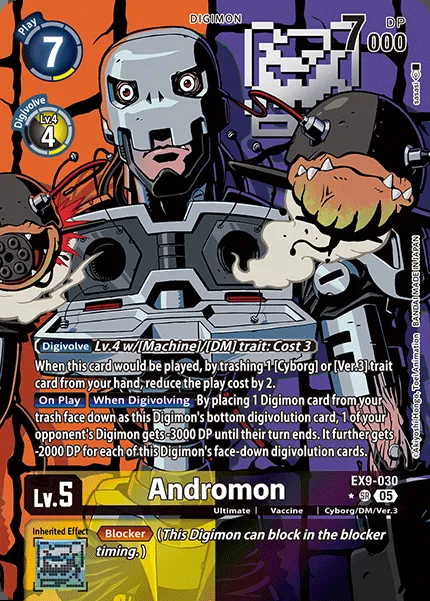 Play
7
DIGIMON
7000
DP
Digivolve
Lv.4
4
sasasi
©Akiyoshi Hongo, Toei Animation BANDAI MADE IN JAPAN
Digivolve Lv.4 w/[Machine]/[DM] trait: Cost 3
When this card would be played, by trashing 1 [Cyborg] or [Ver.3] trait
card from your hand, reduce the play cost by 2.
On Play When Digivolving By placing 1 Digimon card from your
trash face down as this Digimon's bottom digivolution card, 1 of your
opponent's Digimon gets -3000 DP until their turn ends. It further gets
-2000 DP for each of this Digimon's face-down digivolution cards.
EX9-030
Lv.5
Andromon
SR 05
Ultimate Vaccine Cyborg/DM/Ver.3
Inherited Effect
Blocker (This Digimon can block in the blocker
timing.)